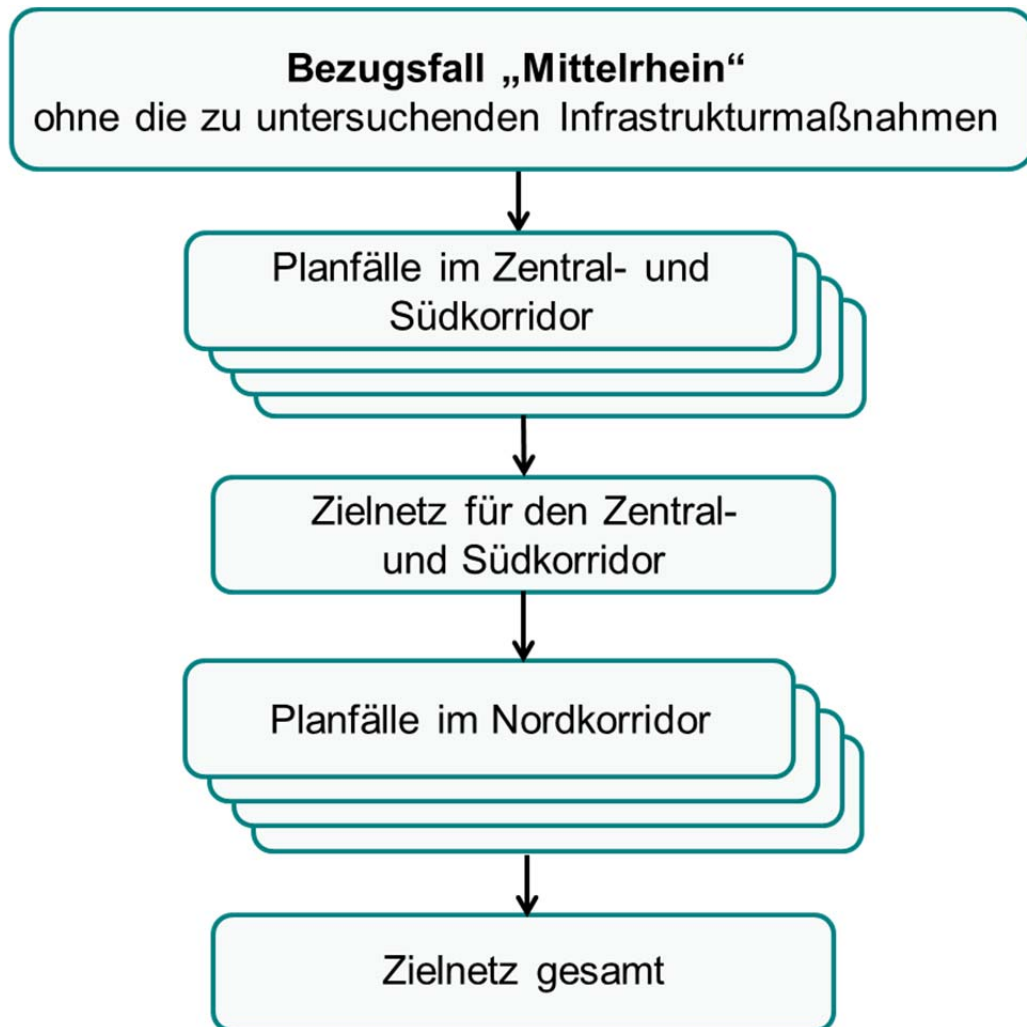 Bezugsfall „Mittelrhein“
ohne die zu untersuchenden Infrastrukturmaßnahmen
Planfälle im Zentral- und
Südkorridor
Zielnetz für den Zentral-
und Südkorridor
Planfälle im Nordkorridor
Zielnetz gesamt